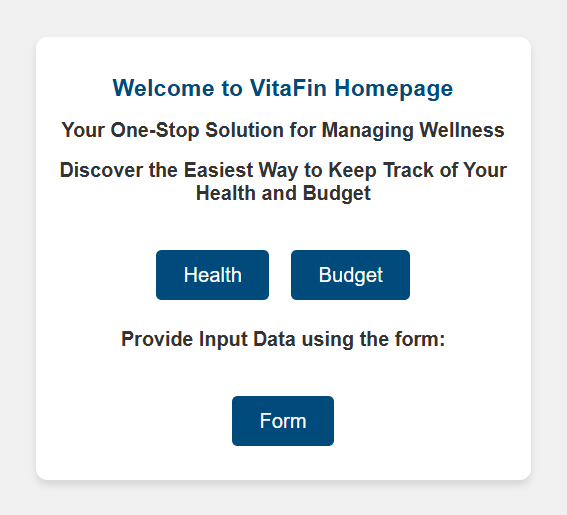 Welcome to VitaFin Homepage
Your One-Stop Solution for Managing Wellness
Discover the Easiest Way to Keep Track of Your
Health and Budget
Health
Budget
Provide Input Data using the form:
Form